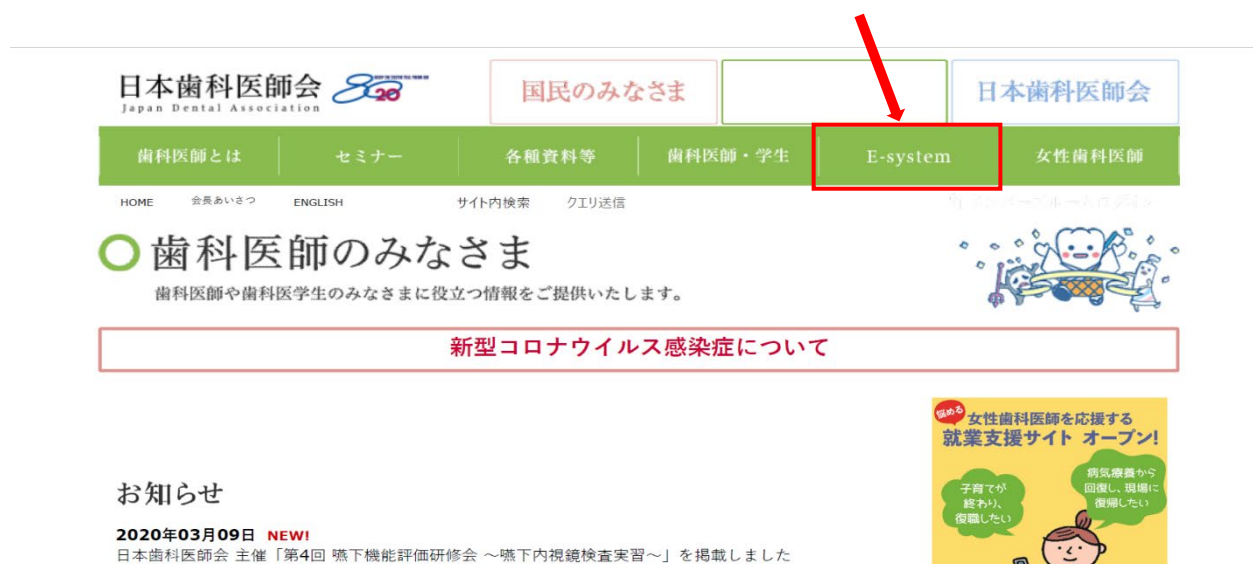 日本歯科医師会 8020
Japan Dental Association
国民のみなさま
日本歯科医師会
歯科医師とは
セミナー
各種資料等
歯科医師・学生
E-system
女性歯科医師
HOME
会長あいさつ
ENGLISH
サイト内検索
クエリ送信
歯科医師のみなさま
歯科医師や歯科医学生のみなさまに役立つ情報をご提供いたします。
新型コロナウイルス感染症について
お知らせ
2020年03月09日 NEW!
日本歯科医師会 主催「第4回 嚥下機能評価研修会 ～嚥下内視鏡検査実習～」を掲載しました
悩める
女性歯科医師を応援する
就業支援サイト オープン!
子育てが
終わり、
復職したい
病気療養から
回復し、現場に
復帰したい